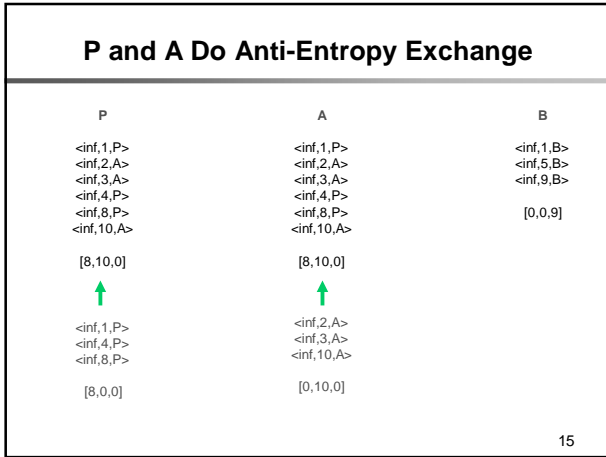 P and A Do Anti-Entropy Exchange
P
<inf,1,P>
<inf,2,A>
<inf,3,A>
<inf,4,P>
<inf,8,P>
<inf,10,A>
[8,10,0]
<inf,1,P>
<inf,4,P>
<inf,8,P>
[8,0,0]
A
<inf,1,P>
<inf,2,A>
<inf,3,A>
<inf,4,P>
<inf,8,P>
<inf,10,A>
[8,10,0]
<inf,2,A>
<inf,3,A>
<inf,10,A>
[0,10,0]
B
<inf,1,B>
<inf,5,B>
<inf,9,B>
[0,0,9]
15